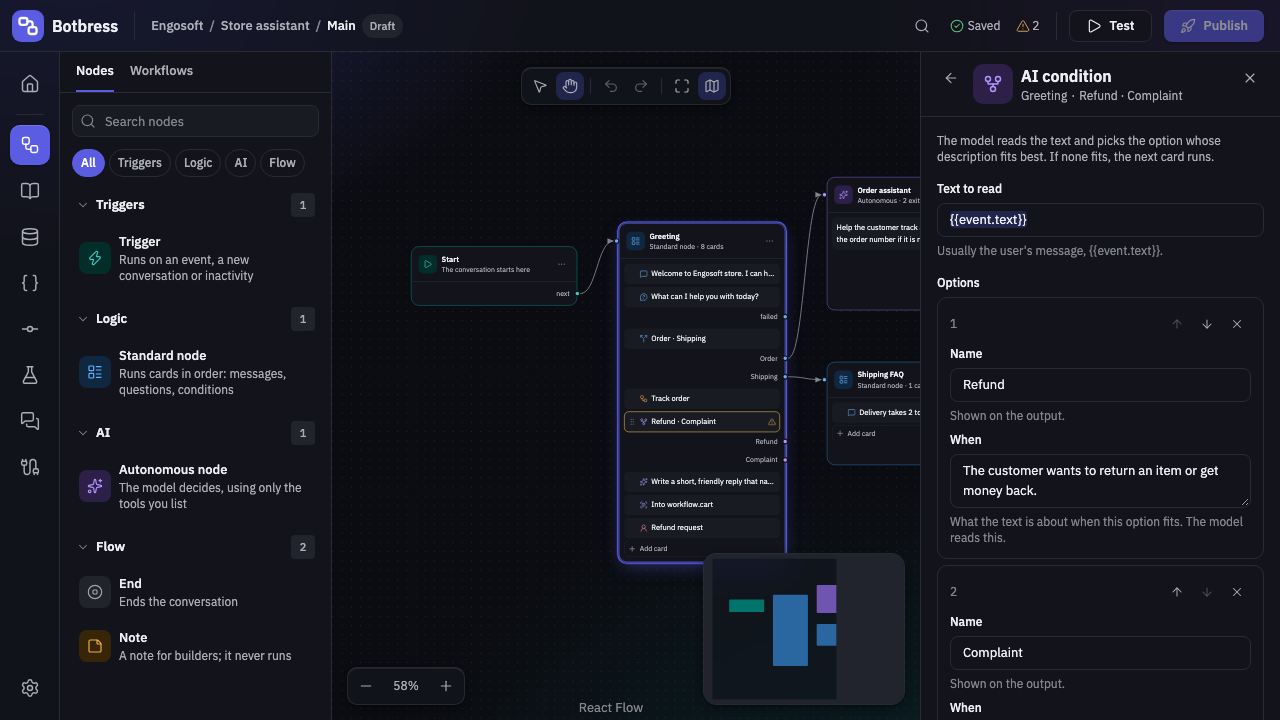 Botbress
Engosoft / Store assistant / Main
Draft
Saved
2
Test
Publish
Nodes
Workflows
Search nodes
All
Triggers
Logic
AI
Flow
Triggers
1
Trigger
Runs on an event, a new
conversation or inactivity
Logic
1
Standard node
Runs cards in order: messages,
questions, conditions
AI
1
Autonomous node
The model decides, using only the
tools you list
Flow
2
End
Ends the conversation
Note
A note for builders; it never runs
Start
The conversation starts here
next
Greeting
Standard node · 8 cards
Welcome to Engosoft store. I can h...
What can I help you with today?
failed
Order · Shipping
Order
Shipping
Track order
Refund · Complaint
Refund
Complaint
Write a short, friendly reply that na...
Into workflow.cart
Refund request
Add card
Order assistant
Autonomous · 2 exit
Help the customer track
the order number if it is
Shipping FAQ
Standard node · 1 ca
Delivery takes 2 to
Add card
58%
React Flow
AI condition
Greeting · Refund · Complaint
The model reads the text and picks the option whose
description fits best. If none fits, the next card runs.
Text to read
{{event.text}}
Usually the user's message, {{event.text}}.
Options
1
Name
Refund
Shown on the output.
When
The customer wants to return an item or get
money back.
What the text is about when this option fits. The model
reads this.
2
Name
Complaint
Shown on the output.
When